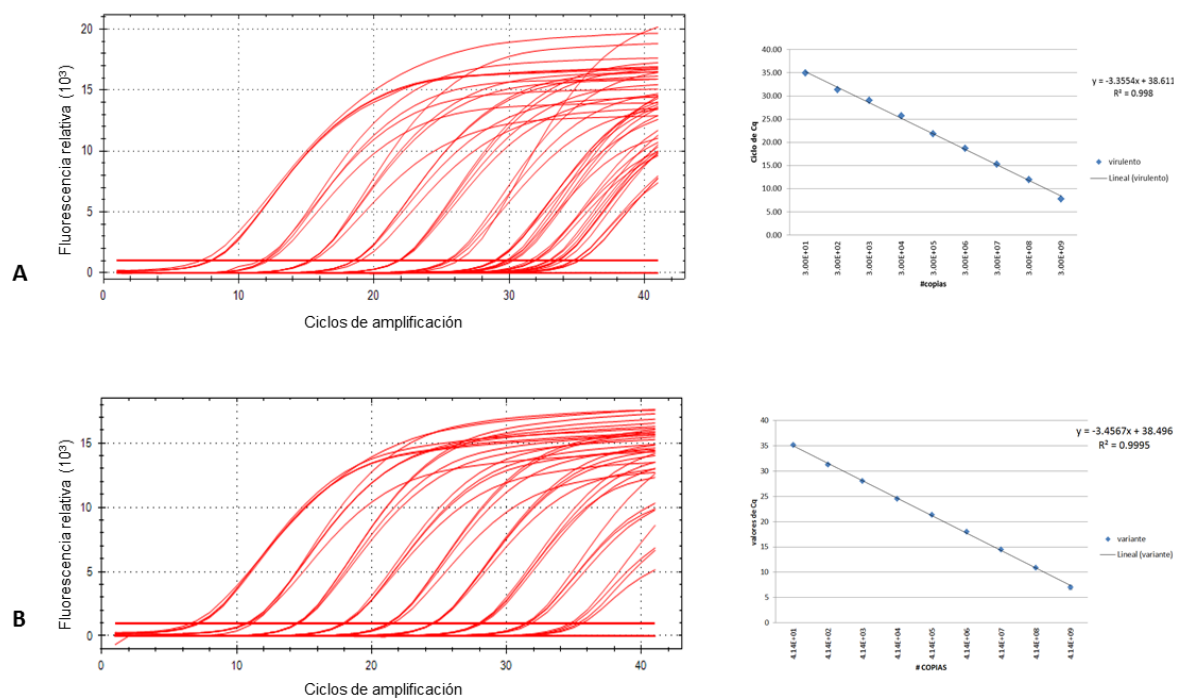 A
Fluorescencia relativa (10³)
20
15
10
5
0
0 10 20 30 40
Ciclos de amplificación
Ciclo de Cq
40.00
35.00
30.00
25.00
20.00
15.00
10.00
5.00
0.00
3.00E+01
3.00E+02
3.00E+03
3.00E+04
3.00E+05
3.00E+06
3.00E+07
3.00E+08
3.00E+09
#copias
y = -3.3554x + 38.611
R² = 0.998
virulento
Lineal (virulento)
B
Fluorescencia relativa (10³)
15
10
5
0
0 10 20 30 40
Ciclos de amplificación
valores de Cq
40
35
30
25
20
15
10
5
0
4.14E+01
4.14E+02
4.14E+03
4.14E+04
4.14E+05
4.14E+06
4.14E+07
4.14E+08
4.14E+09
# COPIAS
y = -3.4567x + 38.496
R² = 0.9995
variante
Lineal (variante)